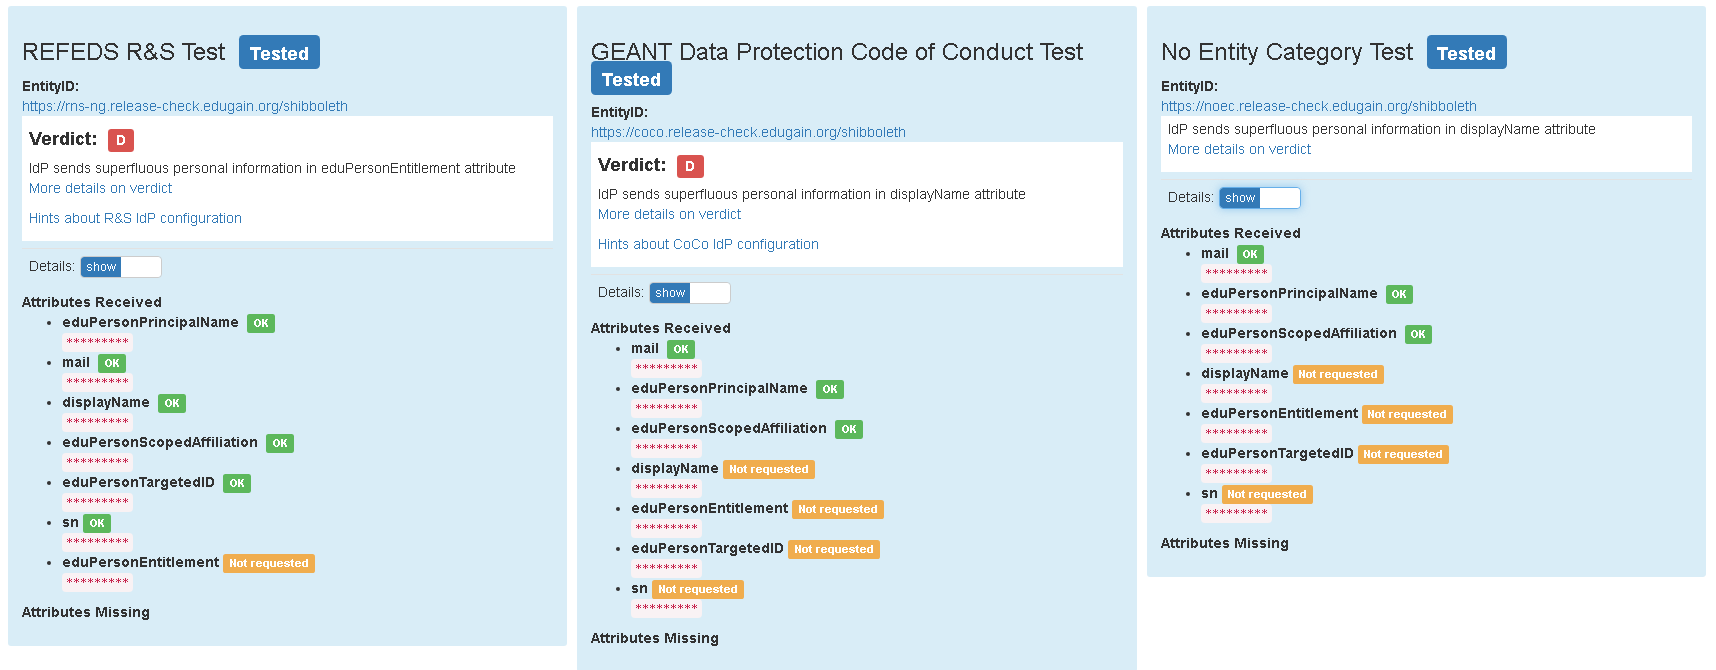 REFEDS R&S Test Tested
EntityID:
https://rns-ng.release-check.edugain.org/shibboleth
Verdict: D
IdP sends superfluous personal information in eduPersonEntitlement attribute
More details on verdict
Hints about R&S IdP configuration
Details: show
Attributes Received
• eduPersonPrincipalName OK
*********
• mail OK
*********
• displayName OK
*********
• eduPersonScopedAffiliation OK
*********
• eduPersonTargetedID OK
*********
• sn OK
*********
• eduPersonEntitlement Not requested
*********
Attributes Missing
GEANT Data Protection Code of Conduct Test
Tested
EntityID:
https://coco.release-check.edugain.org/shibboleth
Verdict: D
IdP sends superfluous personal information in displayName attribute
More details on verdict
Hints about CoCo IdP configuration
Details: show
Attributes Received
• mail OK
*********
• eduPersonPrincipalName OK
*********
• eduPersonScopedAffiliation OK
*********
• displayName Not requested
*********
• eduPersonEntitlement Not requested
*********
• eduPersonTargetedID Not requested
*********
• sn Not requested
*********
Attributes Missing
No Entity Category Test Tested
EntityID:
https://noec.release-check.edugain.org/shibboleth
IdP sends superfluous personal information in displayName attribute
More details on verdict
Details: show
Attributes Received
• mail OK
*********
• eduPersonPrincipalName OK
*********
• eduPersonScopedAffiliation OK
*********
• displayName Not requested
*********
• eduPersonEntitlement Not requested
*********
• eduPersonTargetedID Not requested
*********
• sn Not requested
*********
Attributes Missing